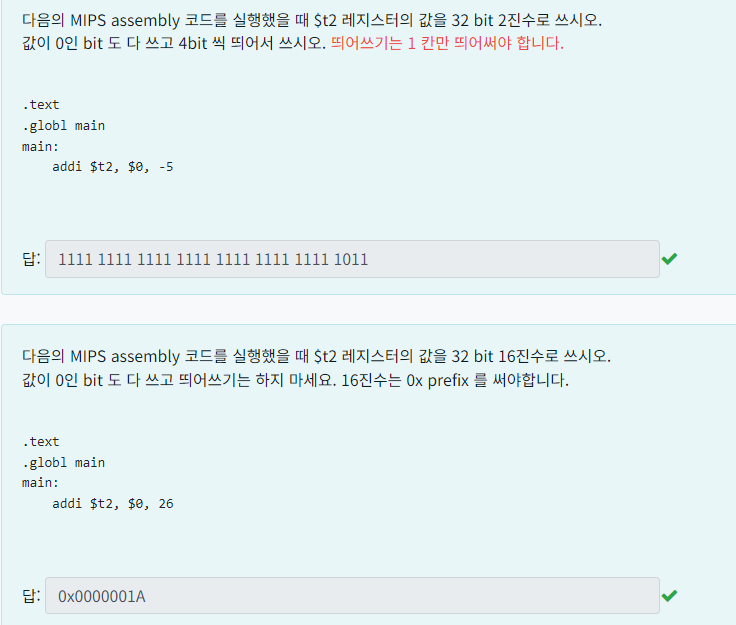 다음의 MIPS assembly 코드를 실행했을 때 $t2 레지스터의 값을 32 bit 2진수로 쓰시오.
값이 0인 bit 도 다 쓰고 4bit 씩 띄어서 쓰시오. 띄어쓰기는 1 칸만 띄어써야 합니다.
.text
.globl main
main:
    addi $t2, $0, -5
답: 1111 1111 1111 1111 1111 1111 1111 1011
다음의 MIPS assembly 코드를 실행했을 때 $t2 레지스터의 값을 32 bit 16진수로 쓰시오.
값이 0인 bit 도 다 쓰고 띄어쓰기는 하지 마세요. 16진수는 0x prefix 를 써야합니다.
.text
.globl main
main:
    addi $t2, $0, 26
답: 0x0000001A